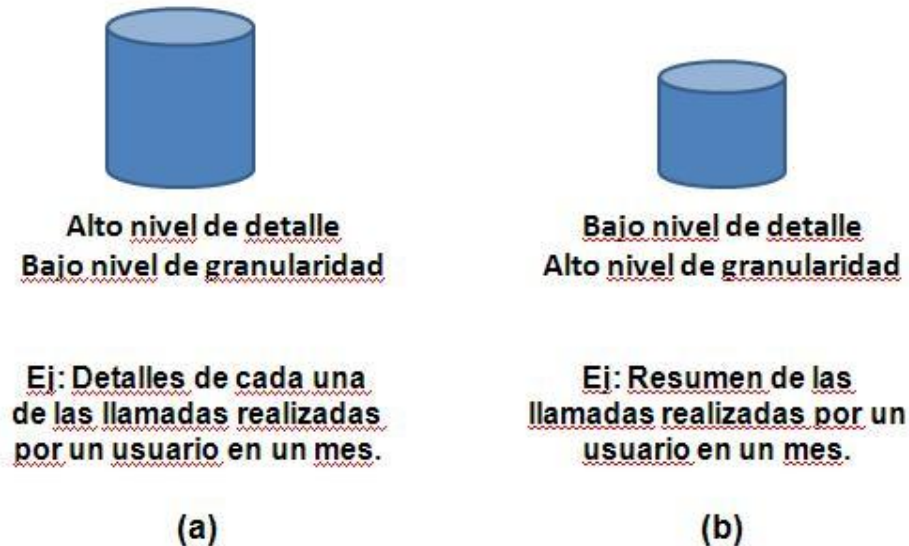 Alto nivel de detalle
Bajo nivel de granularidad
Ej: Detalles de cada una
de las llamadas realizadas
por un usuario en un mes.
(a)
Bajo nivel de detalle
Alto nivel de granularidad
Ej: Resumen de las
llamadas realizadas por un
usuario en un mes.
(b)